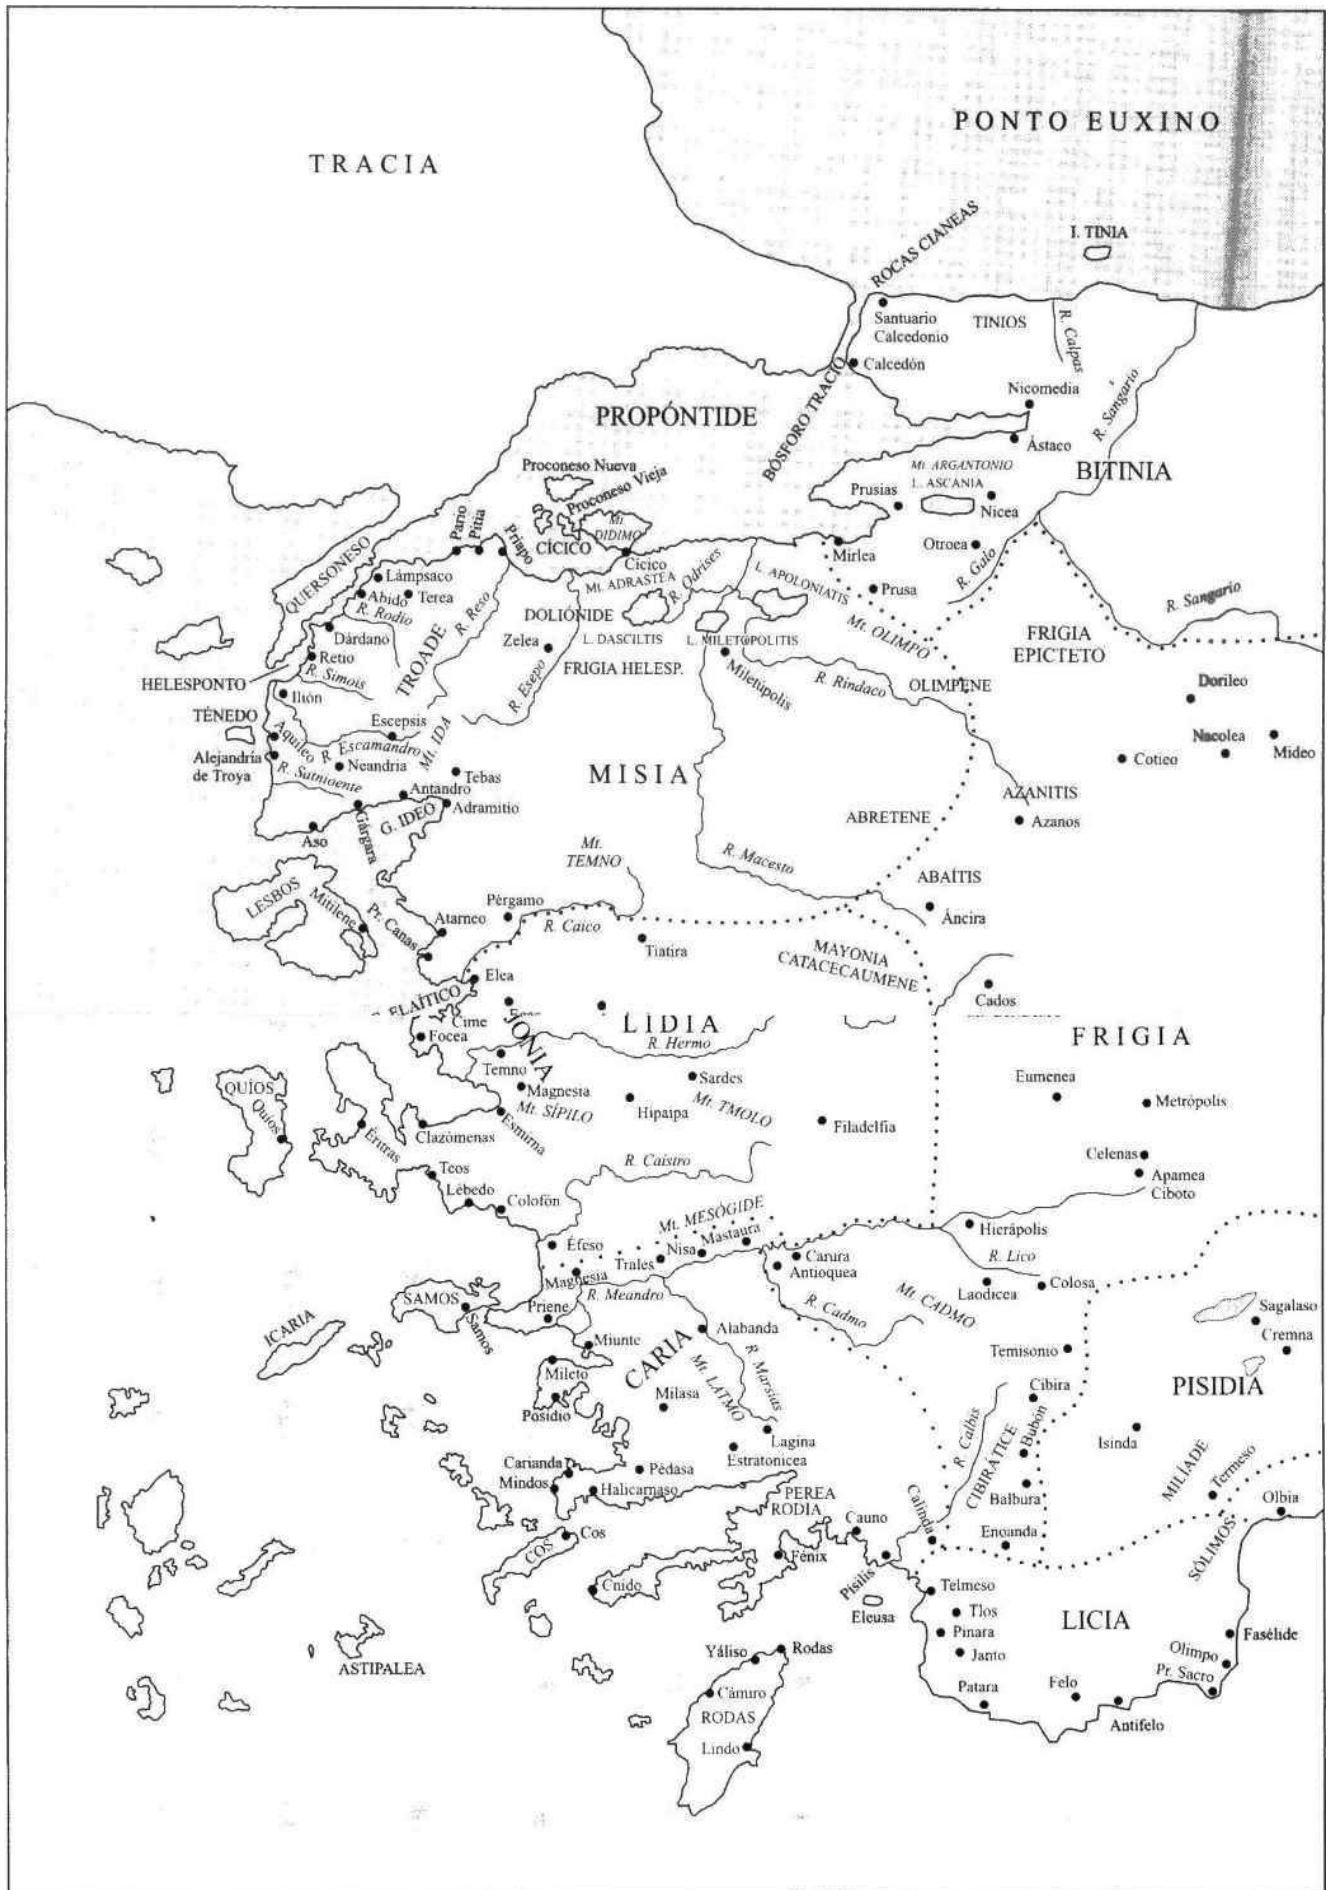 PONTO EUXINO
TRACIA
I. TINIA
ROCAS CIANEAS
Santuario
Calcedonio
TINIOS
R. Calpas
Calcedón
BÓSFORO TRACIO
Nicomedia
R. Sangario
PROPÓNTIDE
Ástaco
Mt. ARGANTONIO
BITINIA
L. ASCANIA
Proconeso Nueva
Proconeso Vieja
Prusias
Nicea
Mt.
DIDIMO
Pario
Pitia
Priapo
CÍCICO
Cícico
Mirlea
Otroea
R. Galo
QUERSONESO
Lámpsaco
Mt. ADRASTEA
R. Odrises
L. APOLONIATIS
Prusa
Abido
Terea
R. Rodio
R. Reso
DOLIÓNIDE
R. Sangario
Dárdano
Zelea
L. DASCILTIS
L. MILETOPOLITIS
Mt. OLIMPO
FRIGIA
EPICTETO
Retio
TROADE
R. Esepo
FRIGIA HELESP.
Miletúpolis
R. Rindaco
OLIMPENE
HELESPONTO
R. Simois
Ilión
Dorileo
TÉNEDO
Escepsis
Aquileo
R. Escamandro
Mt. IDA
Nacolea
Mideo
Alejandría
de Troya
Neandria
Tebas
MISIA
Cotieo
R. Satnioente
Antandro
Adramitio
AZANITIS
G. IDEO
Gárgara
Aso
ABRETENE
Azanos
Mt.
TEMNO
R. Macesto
LESBOS
Mitilene
ABAÍTIS
Pr. Canas
Atarneo
Pérgamo
R. Caico
Áncira
Tiatira
MAYONIA
CATACECAUMENE
Elea
Cados
ELAÍTICO
Cime
JONIA
LIDIA
Focea
R. Hermo
FRIGIA
Temno
Magnesia
Sardes
Eumenea
QUÍOS
Quíos
Mt. SÍPILO
Hipaipa
Mt. TMOLO
Metrópolis
Éritras
Clazómenas
Esmirna
Filadelfia
Celenas
Teos
R. Caístro
Apamea
Ciboto
Lébedo
Colofón
Mt. MESÓGIDE
Hierápolis
Éfeso
Trales
Nisa
Mastaura
Carura
R. Lico
Magnesia
Antioquea
Laodicea
Colosa
SAMOS
Samos
Priene
R. Meandro
R. Cadmo
Mt. CADMO
Sagalaso
ICARIA
Miunte
Alabanda
Cremna
CARIA
Temisonio
Mileto
Mt. LATMO
R. Marsias
Cibira
PISIDIA
Posidio
Milasa
Bubón
Isinda
Lagina
R. Calbis
CIBIRÁTICE
Estratonicea
Carianda
Pédasa
MILÍADE
Termeso
Mindos
Halicarnaso
PEREA
RODIA
Balbura
Olbia
Cos
COS
Cauno
Calinda
Enoanda
SÓLIMOS
Fénix
Cnido
Pisilis
Telmeso
Eleusa
Tlos
LICIA
Pinara
Fasélide
ASTIPALEA
Yáliso
Rodas
Janto
Olimpo
Camiro
Patara
Felo
Pr. Sacro
RODAS
Antifelo
Lindo